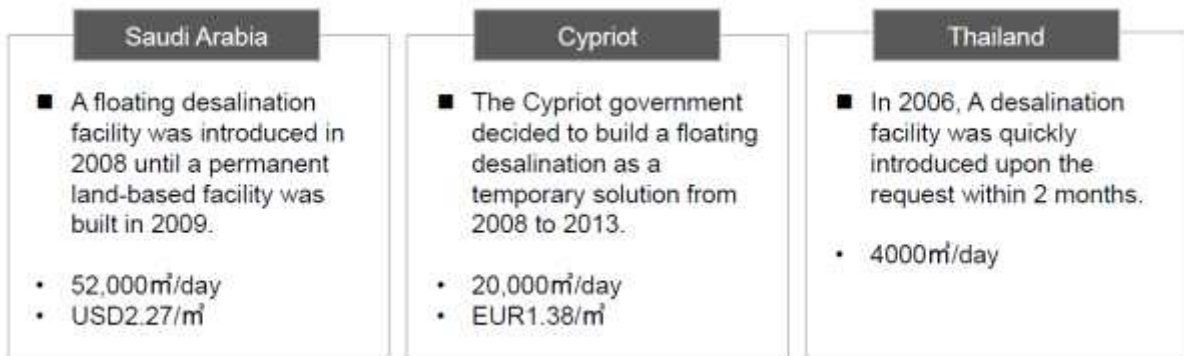 Saudi Arabia
■ A floating desalination
facility was introduced in
2008 until a permanent
land-based facility was
built in 2009.
• 52,000㎥/day
• USD2.27/㎥
Cypriot
■ The Cypriot government
decided to build a floating
desalination as a
temporary solution from
2008 to 2013.
• 20,000㎥/day
• EUR1.38/㎥
Thailand
■ In 2006, A desalination
facility was quickly
introduced upon the
request within 2 months.
• 4000㎥/day